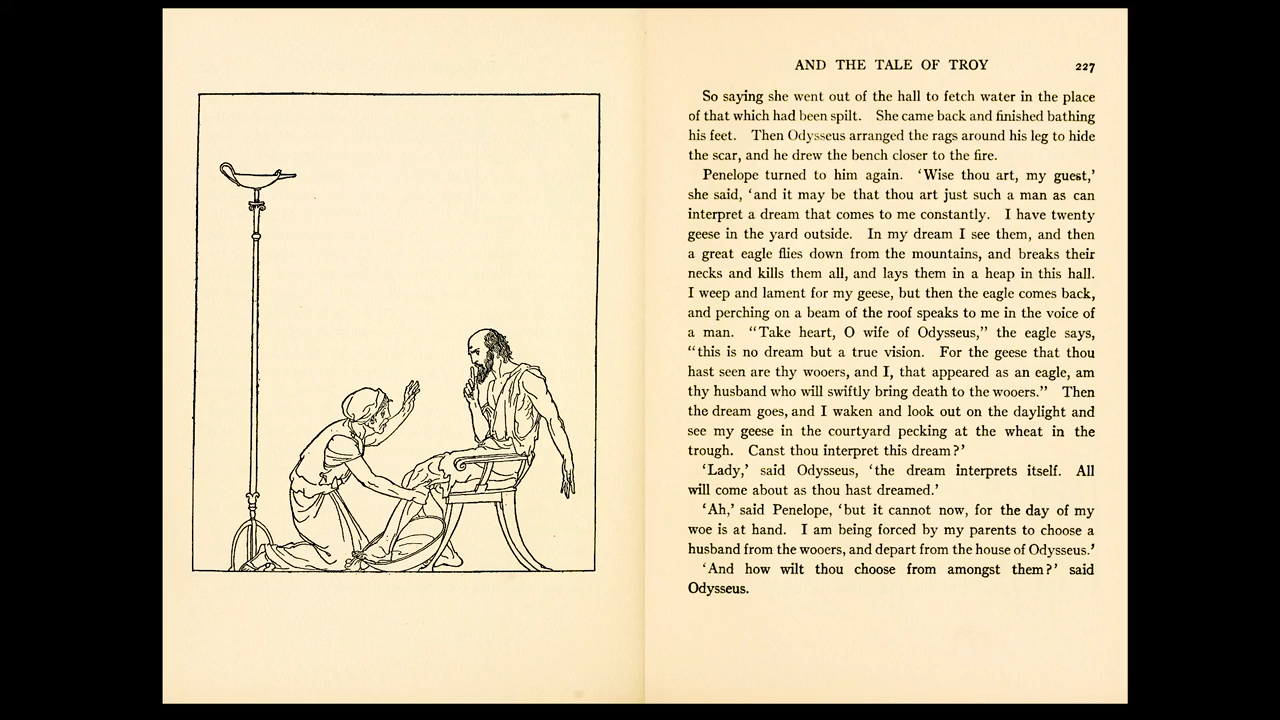 AND THE TALE OF TROY 227
So saying she went out of the hall to fetch water in the place
of that which had been spilt. She came back and finished bathing
his feet. Then Odysseus arranged the rags around his leg to hide
the scar, and he drew the bench closer to the fire.
Penelope turned to him again. ‘Wise thou art, my guest,’
she said, ‘and it may be that thou art just such a man as can
interpret a dream that comes to me constantly. I have twenty
geese in the yard outside. In my dream I see them, and then
a great eagle flies down from the mountains, and breaks their
necks and kills them all, and lays them in a heap in this hall.
I weep and lament for my geese, but then the eagle comes back,
and perching on a beam of the roof speaks to me in the voice of
a man. “Take heart, O wife of Odysseus,” the eagle says,
“this is no dream but a true vision. For the geese that thou
hast seen are thy wooers, and I, that appeared as an eagle, am
thy husband who will swiftly bring death to the wooers.” Then
the dream goes, and I waken and look out on the daylight and
see my geese in the courtyard pecking at the wheat in the
trough. Canst thou interpret this dream?’
‘Lady,’ said Odysseus, ‘the dream interprets itself. All
will come about as thou hast dreamed.’
‘Ah,’ said Penelope, ‘but it cannot now, for the day of my
woe is at hand. I am being forced by my parents to choose a
husband from the wooers, and depart from the house of Odysseus.’
‘And how wilt thou choose from amongst them?’ said
Odysseus.